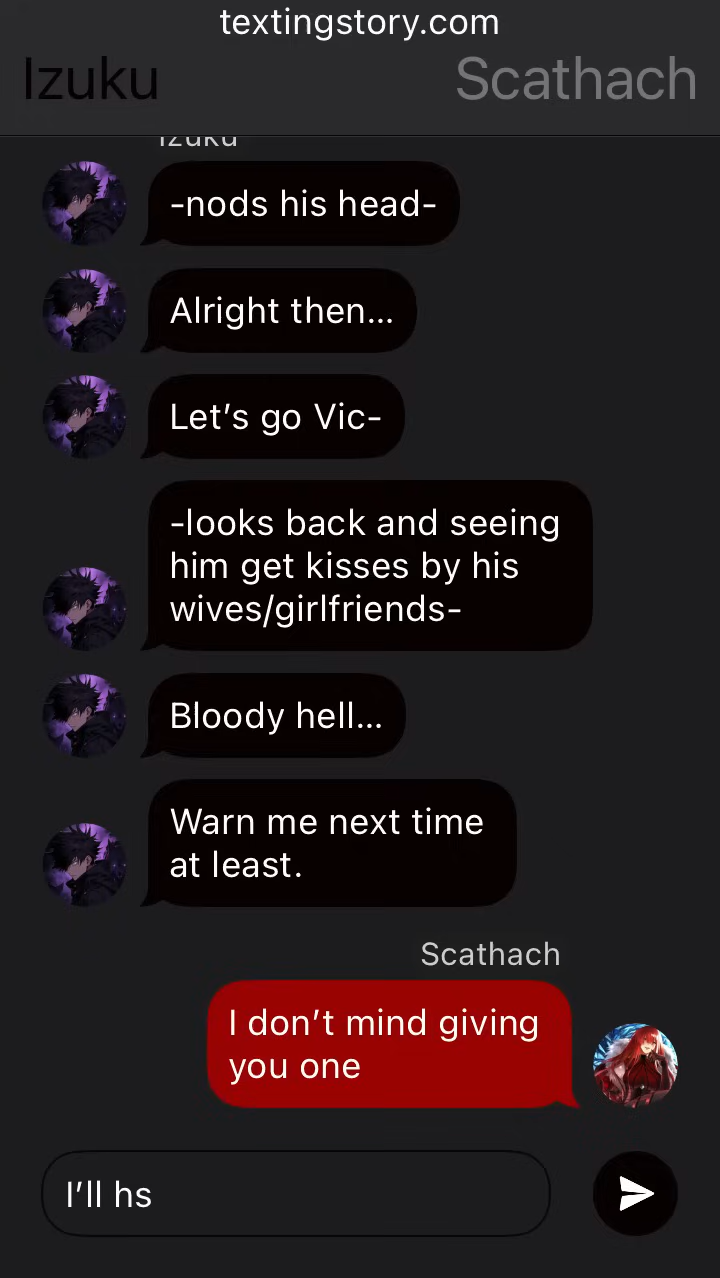 textingstory.com
Izuku
Scathach
Izuku
-nods his head-
Alright then...
Let’s go Vic-
-looks back and seeing
him get kisses by his
wives/girlfriends-
Bloody hell...
Warn me next time
at least.
Scathach
I don’t mind giving
you one
I’ll hs